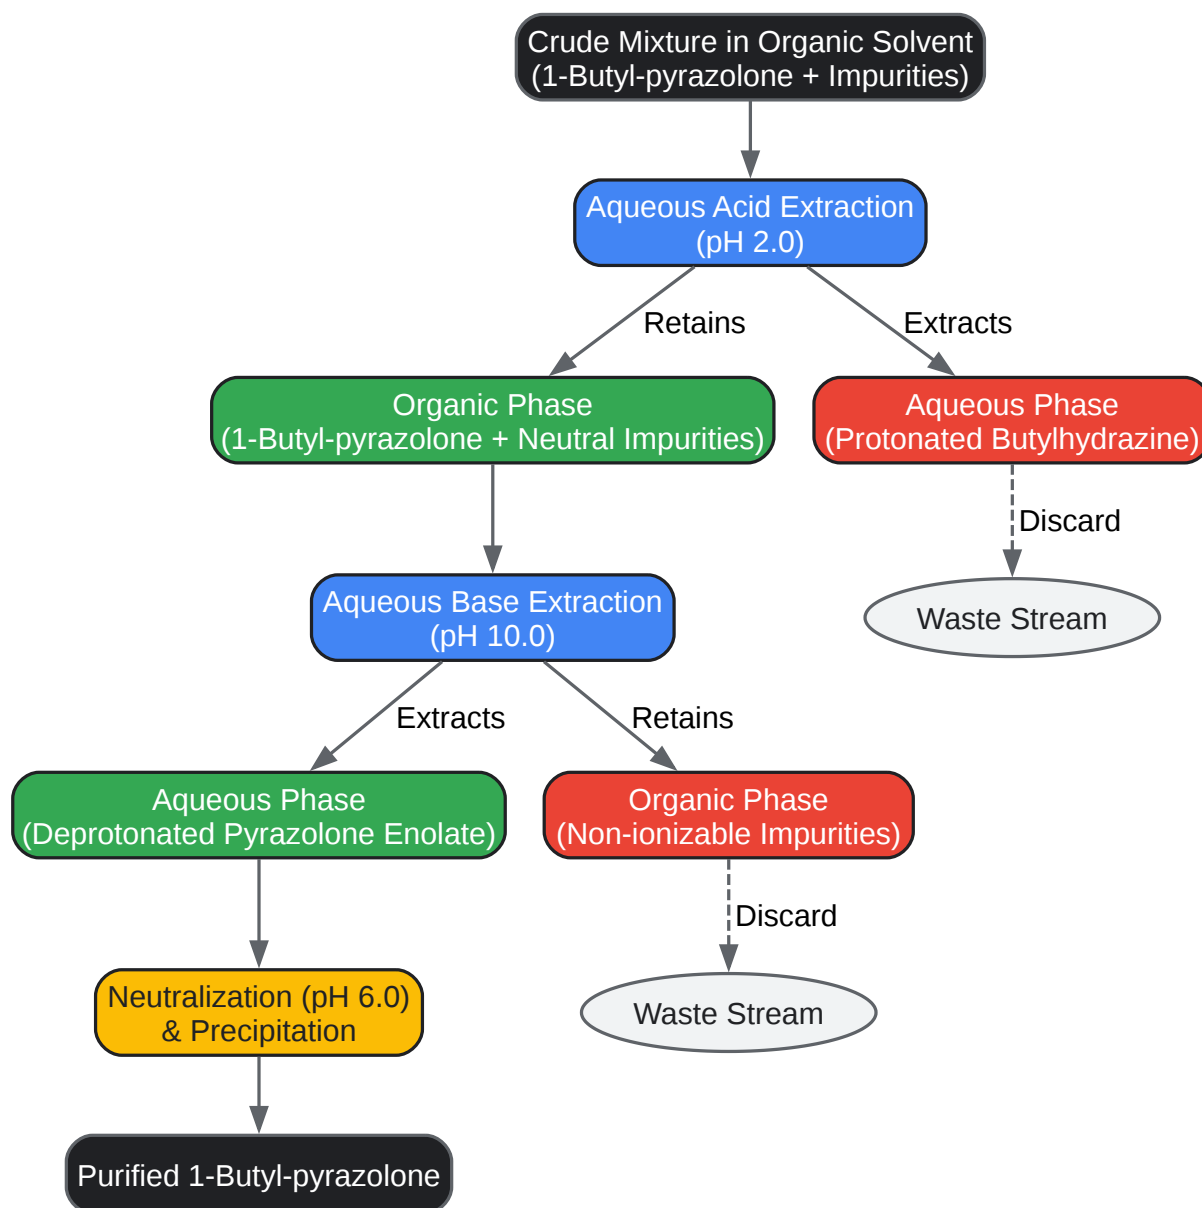 Crude Mixture in Organic Solvent
(1-Butyl-pyrazolone + Impurities)
Aqueous Acid Extraction
(pH 2.0)
Retains
Extracts
Organic Phase
(1-Butyl-pyrazolone + Neutral Impurities)
Aqueous Phase
(Protonated Butylhydrazine)
Discard
Aqueous Base Extraction
(pH 10.0)
Waste Stream
Extracts
Retains
Aqueous Phase
(Deprotonated Pyrazolone Enolate)
Organic Phase
(Non-ionizable Impurities)
Discard
Neutralization (pH 6.0)
& Precipitation
Waste Stream
Purified 1-Butyl-pyrazolone